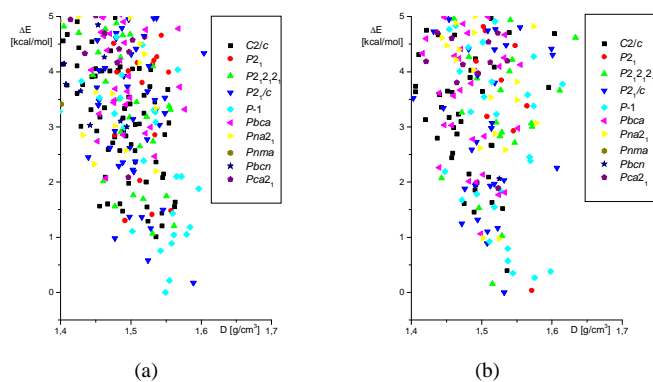 ΔE
[kcal/mol]
5
4
3
2
1
0
1,4
1,5
1,6
1,7
D [g/cm³]
C2/c
P2₁
P2₁2₁2₁
P2₁/c
P-1
Pbca
Pna2₁
Pnma
Pbcn
Pca2₁
(a)
ΔE
[kcal/mol]
5
4
3
2
1
0
1,4
1,5
1,6
1,7
D [g/cm³]
C2/c
P2₁
P2₁2₁2₁
P2₁/c
P-1
Pbca
Pna2₁
Pnma
Pbcn
Pca2₁
(b)